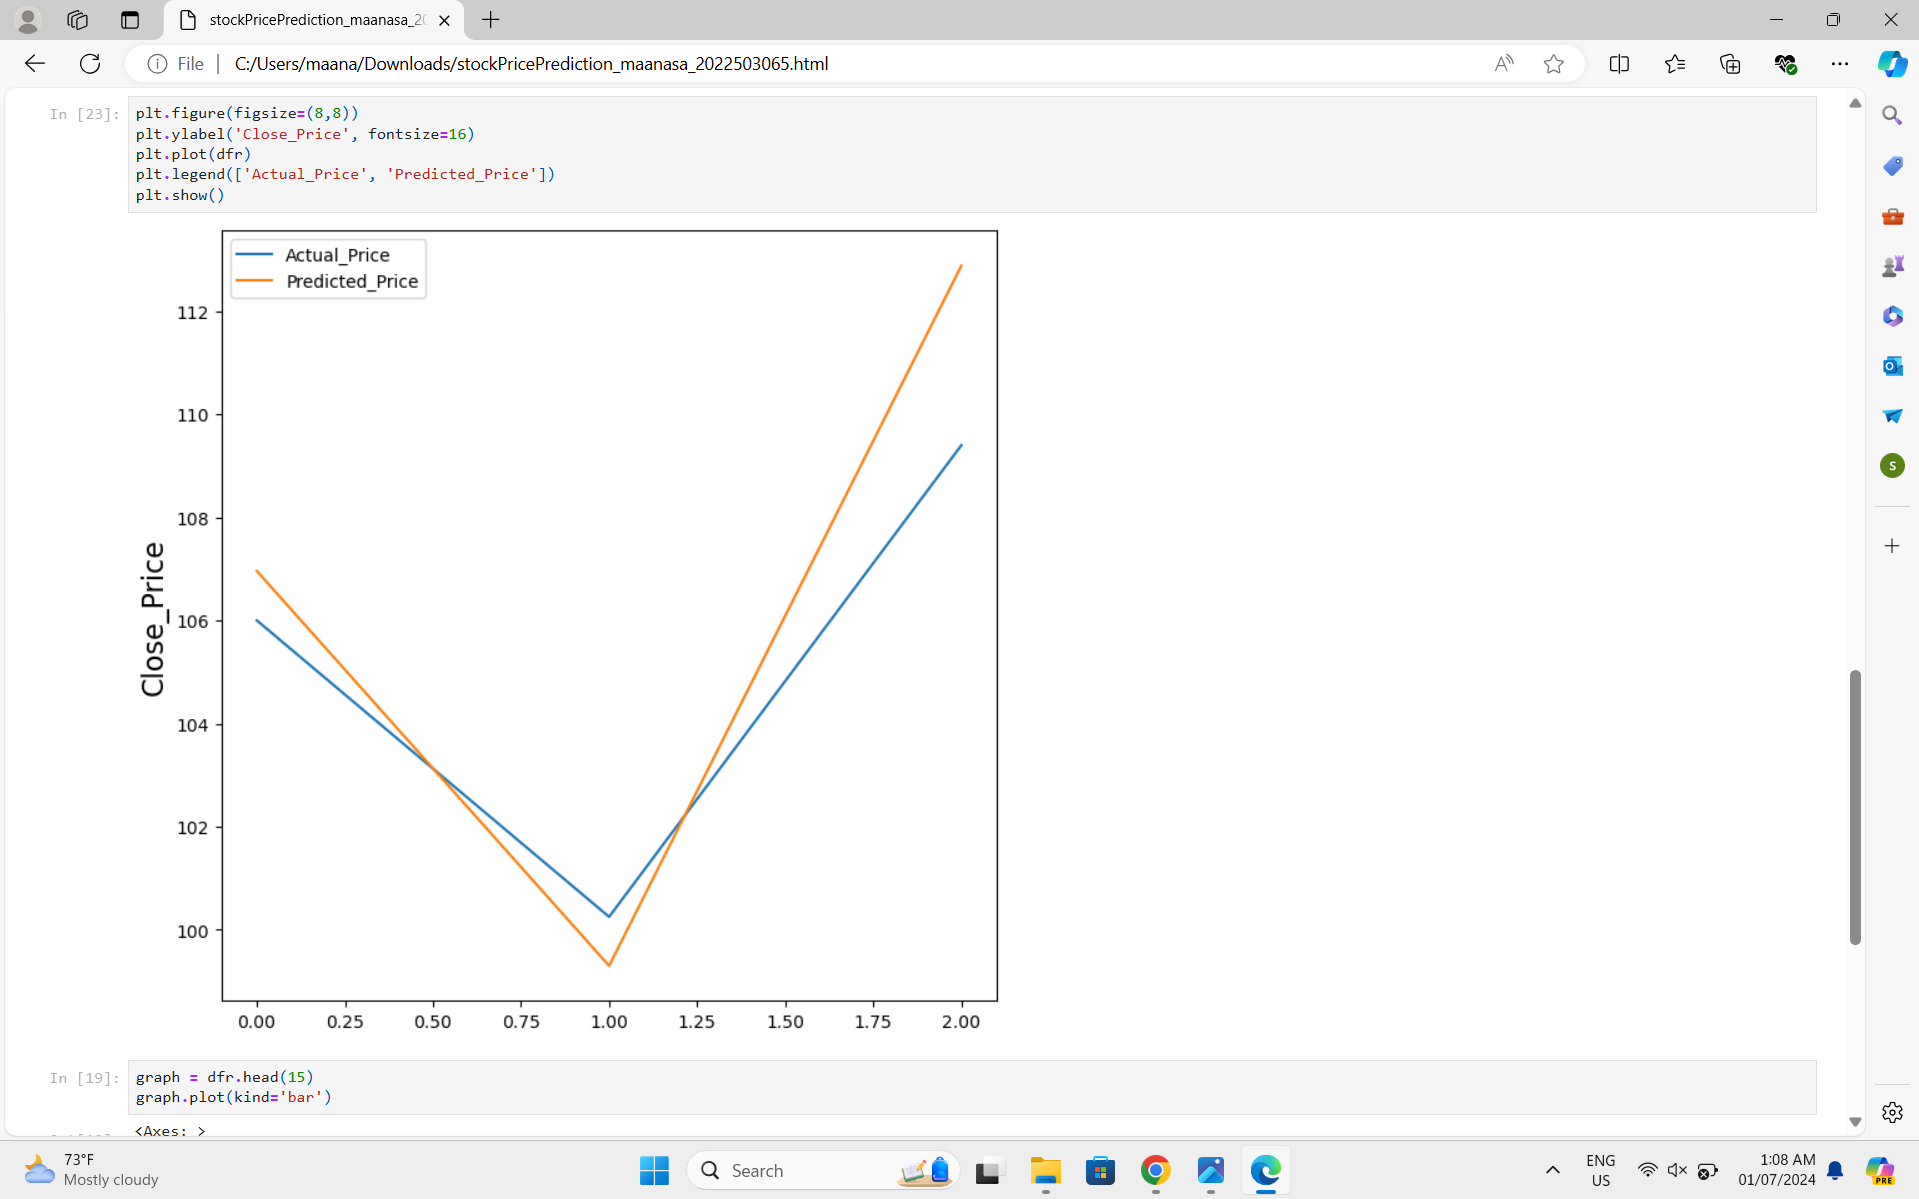 stockPricePrediction_maanasa_20
File
C:/Users/maana/Downloads/stockPricePrediction_maanasa_2022503065.html
In [23]:
plt.figure(figsize=(8,8))
plt.ylabel('Close_Price', fontsize=16)
plt.plot(dfr)
plt.legend(['Actual_Price', 'Predicted_Price'])
plt.show()
Actual_Price
Predicted_Price
112
110
108
106
104
102
100
Close_Price
0.00 0.25 0.50 0.75 1.00 1.25 1.50 1.75 2.00
In [19]:
graph = dfr.head(15)
graph.plot(kind='bar')
<Axes: >
S
73°F
Mostly cloudy
Search
ENG
US
1:08 AM
01/07/2024
PRE